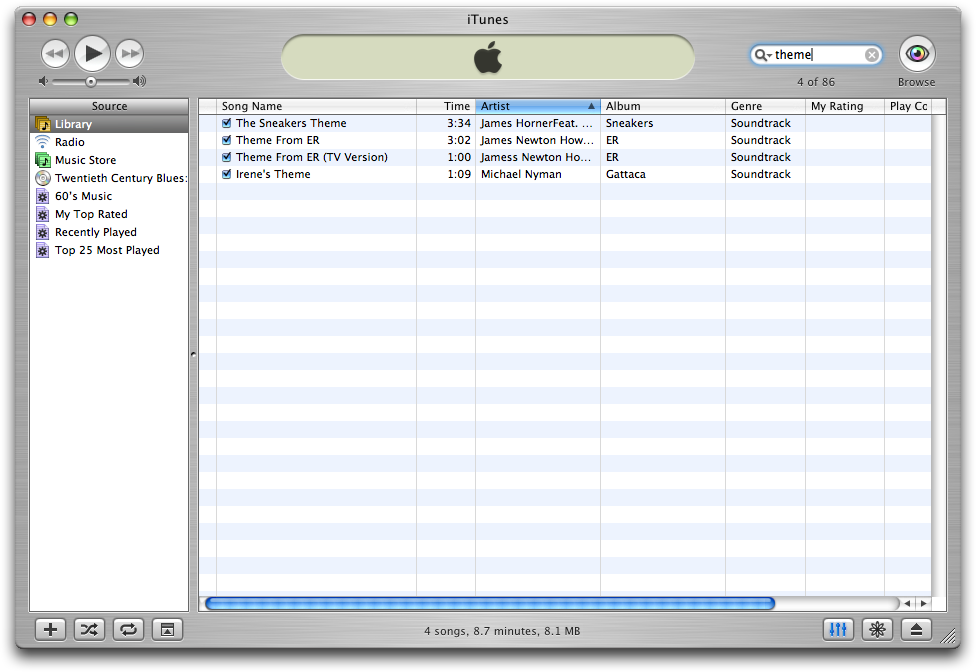 iTunes
theme
4 of 86
Browse
Source
Library
Radio
Music Store
Twentieth Century Blues:
60's Music
My Top Rated
Recently Played
Top 25 Most Played
Song Name Time Artist Album Genre My Rating Play Co
The Sneakers Theme 3:34 James HornerFeat. ... Sneakers Soundtrack
Theme From ER 3:02 James Newton How... ER Soundtrack
Theme From ER (TV Version) 1:00 Jamess Newton Ho... ER Soundtrack
Irene's Theme 1:09 Michael Nyman Gattaca Soundtrack
4 songs, 8.7 minutes, 8.1 MB